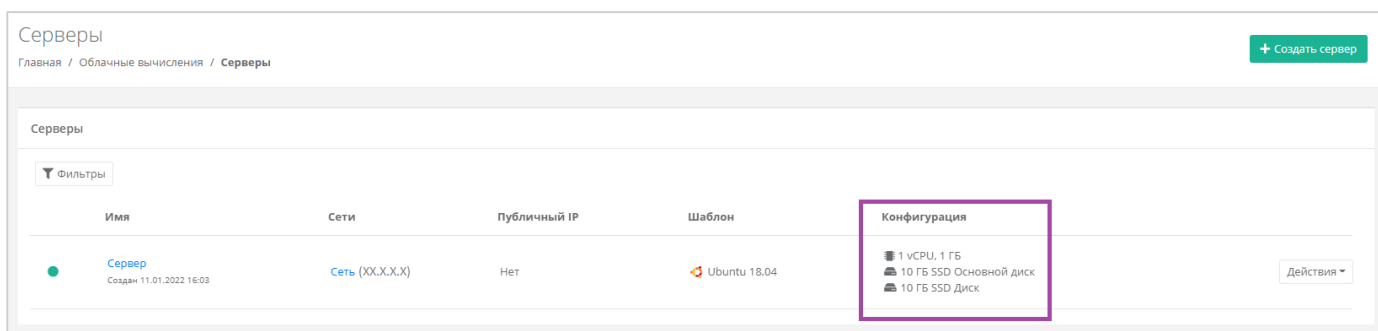 Серверы
Главная / Облачные вычисления / Серверы
+ Создать сервер
Серверы
Фильтры
Имя Сети Публичный IP Шаблон Конфигурация
Сервер
Создан 11.01.2022 16:03
Сеть (XX.X.X.X)
Нет
Ubuntu 18.04
1 vCPU, 1 ГБ
10 ГБ SSD Основной диск
10 ГБ SSD Диск
Действия